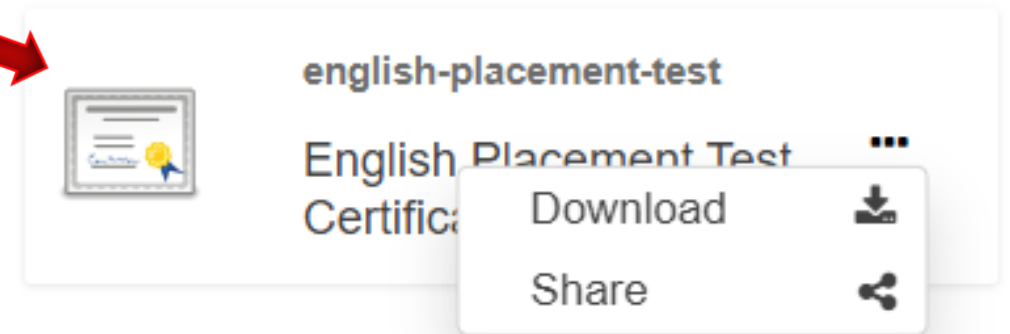 english-placement-test
English Placement Test
Certifica
Download
Share